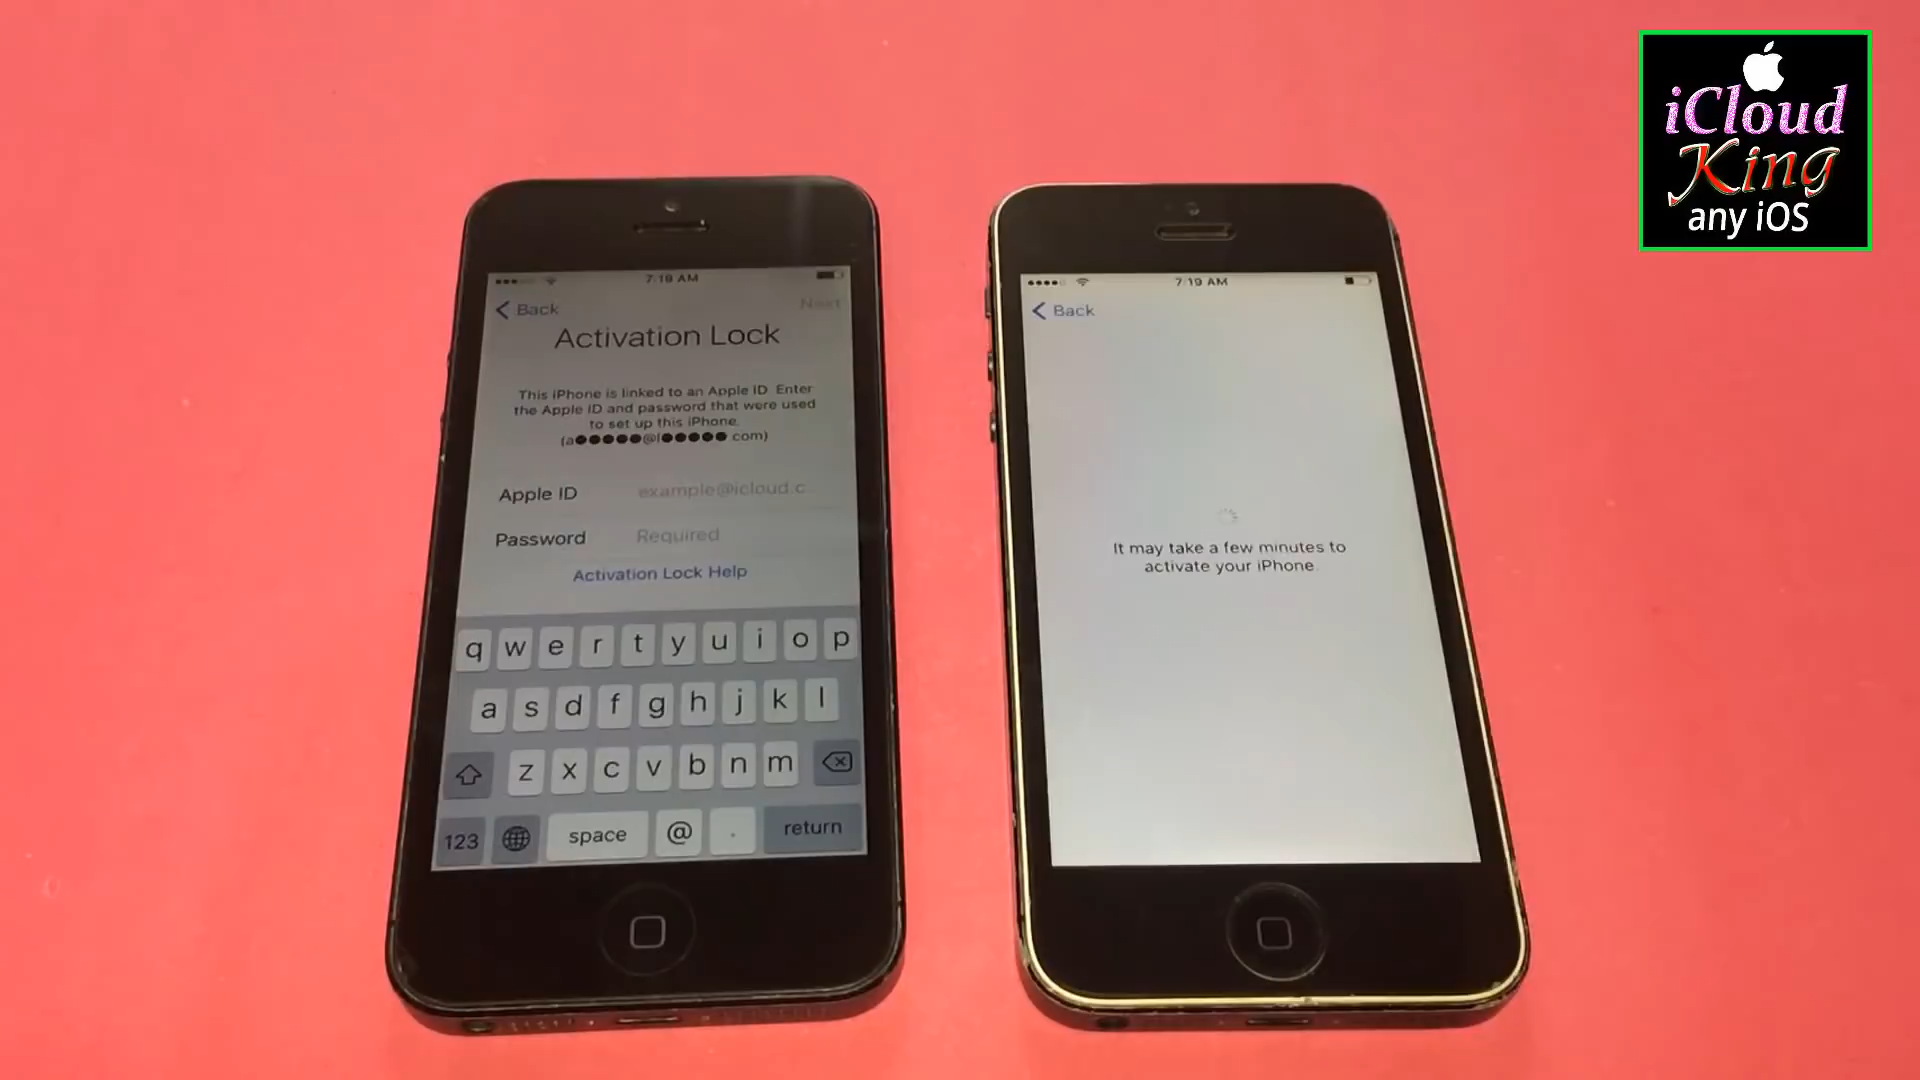 iCloud
King
any iOS
7:19 AM
Back
Next
Activation Lock
This iPhone is linked to an Apple ID. Enter
the Apple ID and password that were used
to set up this iPhone.
(a●●●●●@l●●●●●.com)
Apple ID example@icloud.c...
Password Required
Activation Lock Help
q w e r t y u i o p
a s d f g h j k l
z x c v b n m
123 space @ . return
7:19 AM
Back
It may take a few minutes to
activate your iPhone.